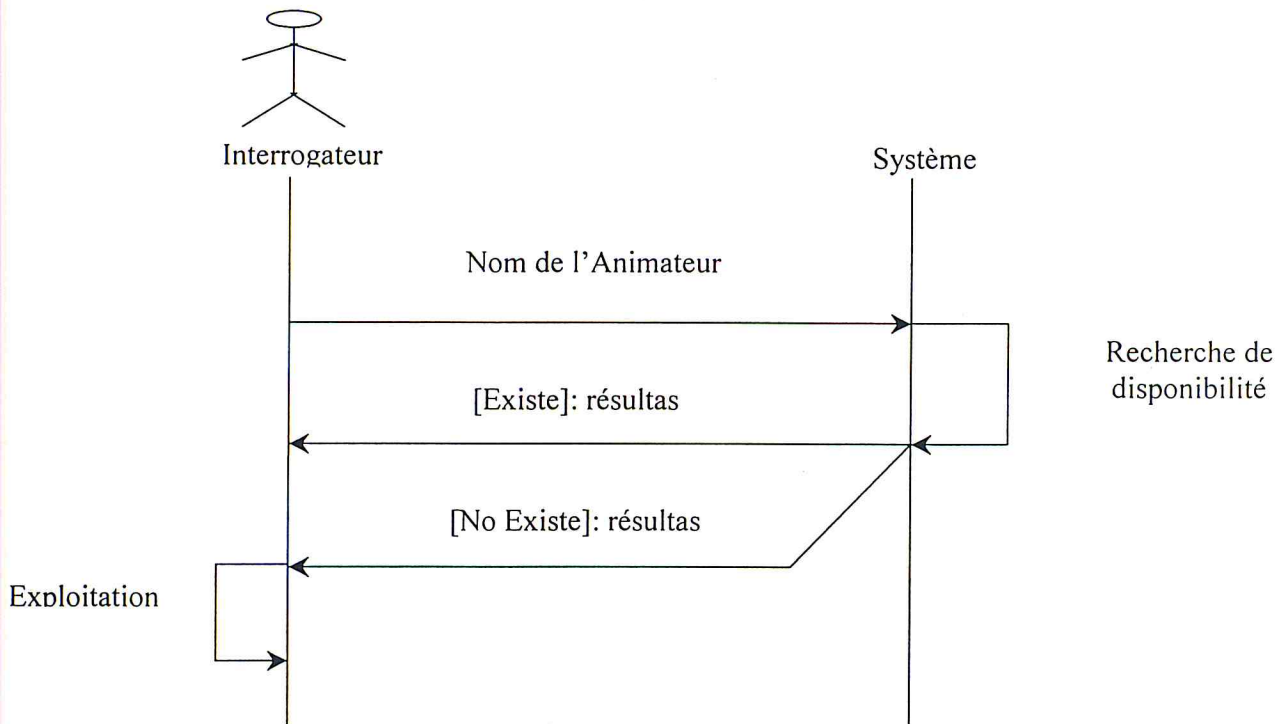 Interrogateur
Système
Nom de l'Animateur
Recherche de
disponibilité
[Existe]: résultas
[No Existe]: résultas
Exploitation